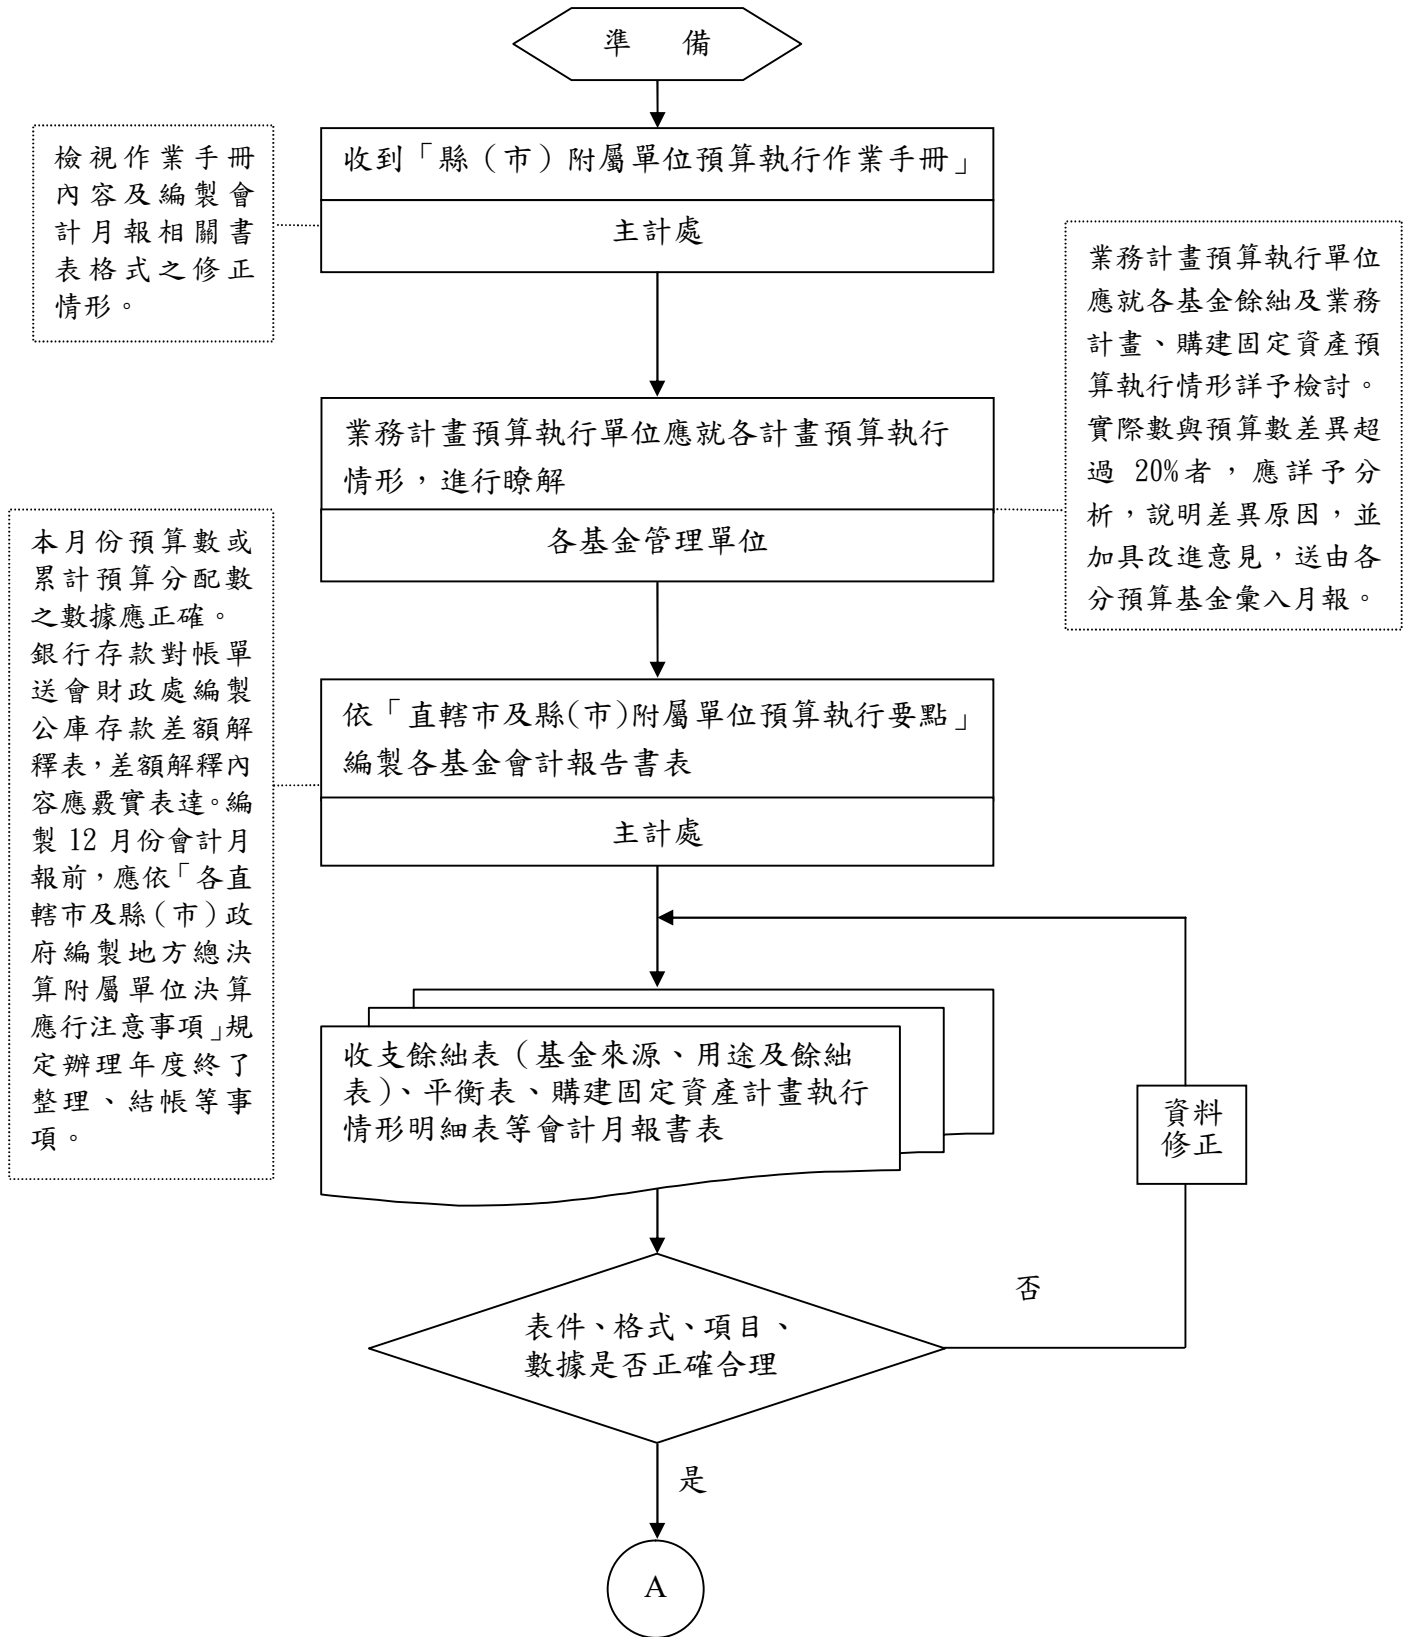 準　備
收到「縣（市）附屬單位預算執行作業手冊」
主計處
檢視作業手冊
內容及編製會
計月報相關書
表格式之修正
情形。
業務計畫預算執行單位應就各計畫預算執行
情形，進行瞭解
各基金管理單位
業務計畫預算執行單位
應就各基金餘絀及業務
計畫、購建固定資產預
算執行情形詳予檢討。
實際數與預算數差異超
過 20%者，應詳予分
析，說明差異原因，並
加具改進意見，送由各
分預算基金彙入月報。
依「直轄市及縣(市)附屬單位預算執行要點」
編製各基金會計報告書表
主計處
本月份預算數或
累計預算分配數
之數據應正確。
銀行存款對帳單
送會財政處編製
公庫存款差額解
釋表，差額解釋內
容應覈實表達。編
製 12 月份會計月
報前，應依「各直
轄市及縣（市）政
府編製地方總決
算附屬單位決算
應行注意事項」規
定辦理年度終了
整理、結帳等事
項。
收支餘絀表（基金來源、用途及餘絀
表）、平衡表、購建固定資產計畫執行
情形明細表等會計月報書表
資料
修正
表件、格式、項目、
數據是否正確合理
否
是
A